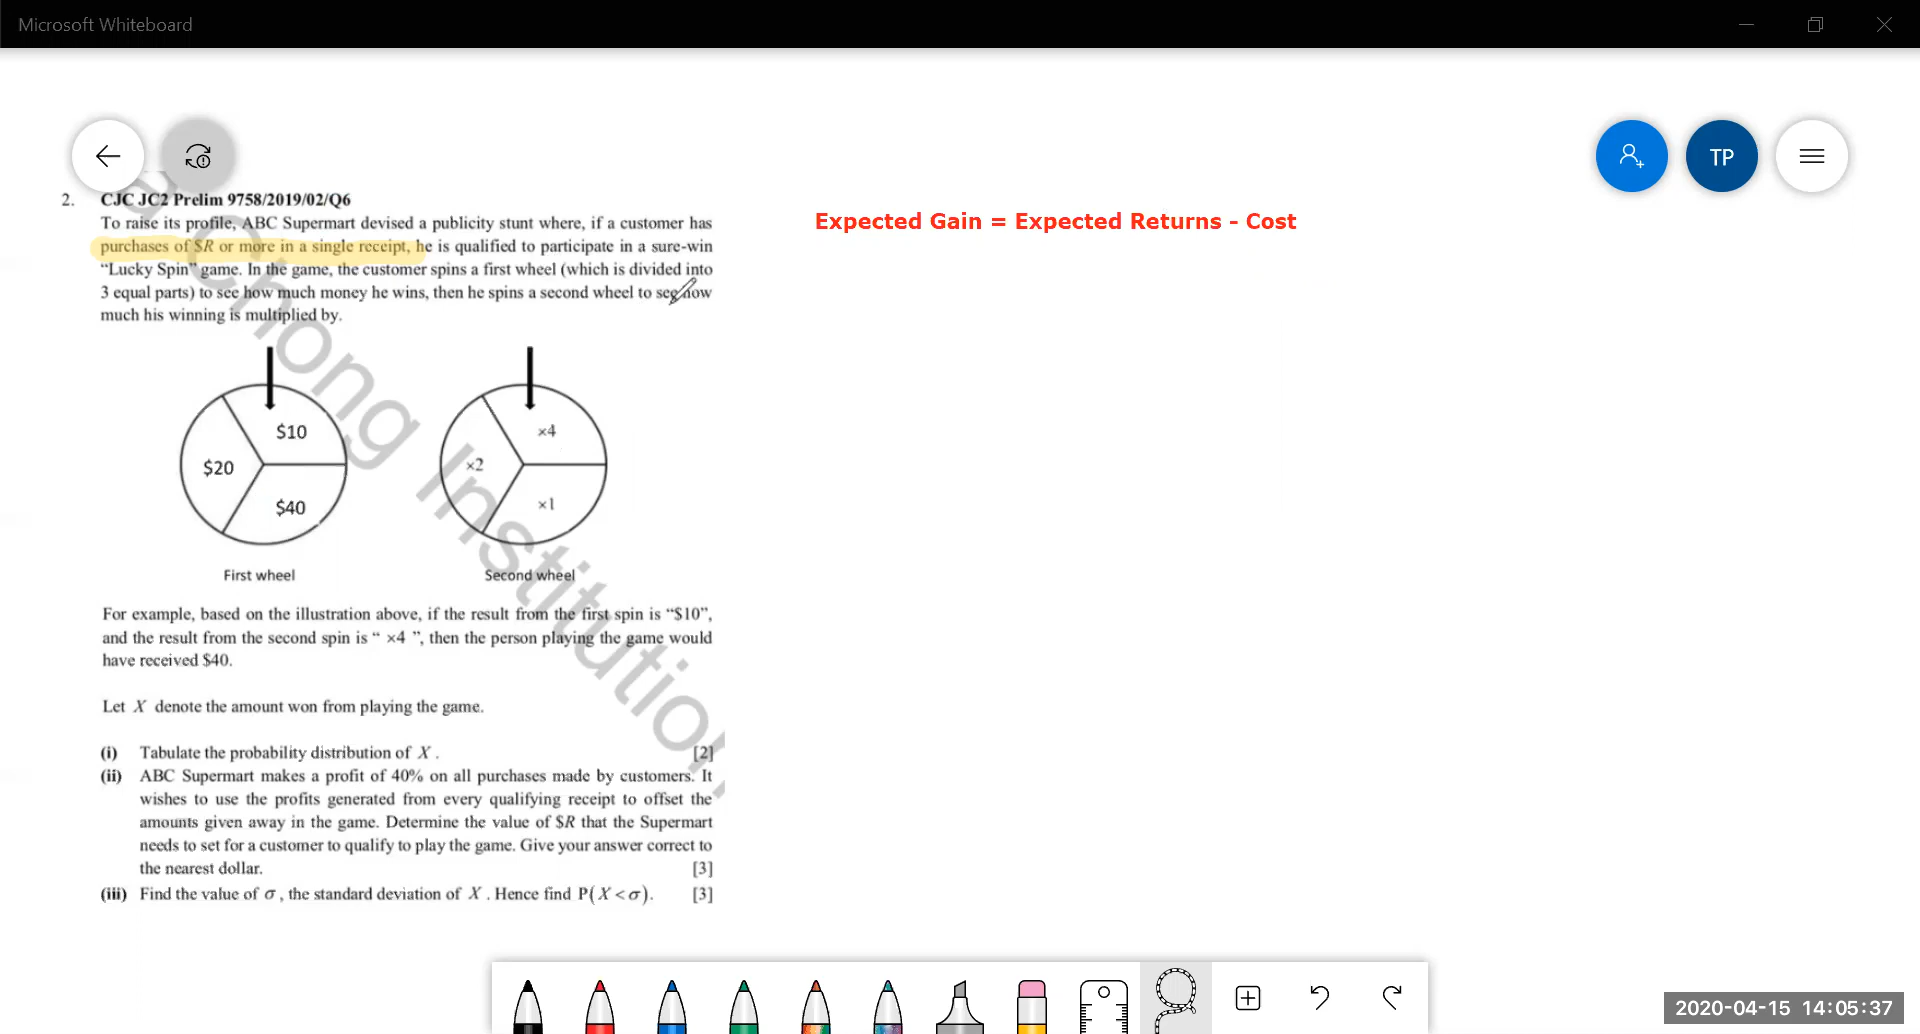 Microsoft Whiteboard
TP
2. CJC JC2 Prelim 9758/2019/02/Q6
To raise its profile, ABC Supermart devised a publicity stunt where, if a customer has
purchases of $R or more in a single receipt, he is qualified to participate in a sure-win
“Lucky Spin” game. In the game, the customer spins a first wheel (which is divided into
3 equal parts) to see how much money he wins, then he spins a second wheel to see how
much his winning is multiplied by.
Expected Gain = Expected Returns - Cost
$10
$20
$40
×4
×2
×1
First wheel
Second wheel
For example, based on the illustration above, if the result from the first spin is “$10”,
and the result from the second spin is “ ×4 ”, then the person playing the game would
have received $40.
Let X denote the amount won from playing the game.
(i) Tabulate the probability distribution of X . [2]
(ii) ABC Supermart makes a profit of 40% on all purchases made by customers. It
wishes to use the profits generated from every qualifying receipt to offset the
amounts given away in the game. Determine the value of $R that the Supermart
needs to set for a customer to qualify to play the game. Give your answer correct to
the nearest dollar. [3]
(iii) Find the value of σ , the standard deviation of X . Hence find P(X < σ). [3]
Chong Institution
2020-04-15 14:05:37